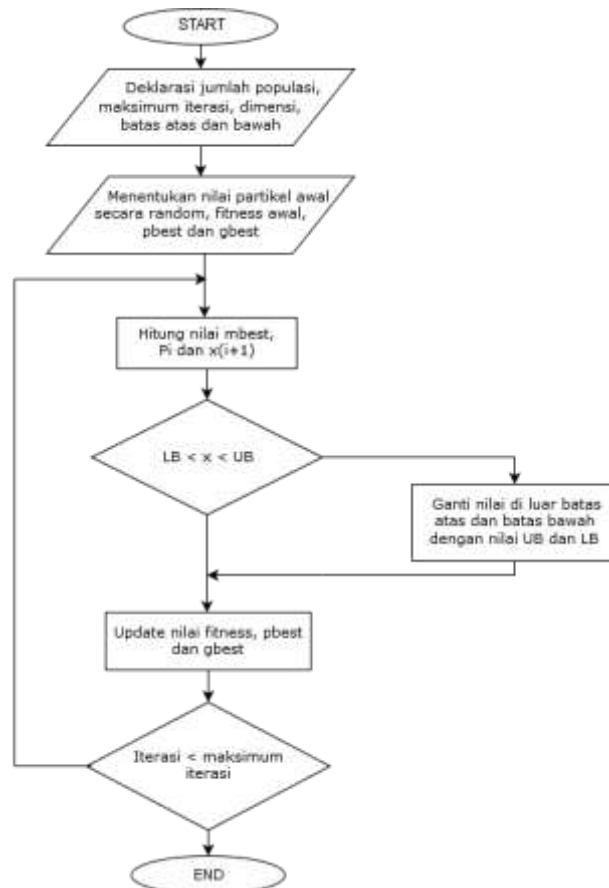 START
Deklarasi jumlah populasi,
maksimum iterasi, dimensi,
batas atas dan bawah
Menentukan nilai partikel awal
secara random, fitness awal,
pbest dan gbest
Hitung nilai mbest,
Pi dan x(i+1)
LB < x < UB
Ganti nilai di luar batas
atas dan batas bawah
dengan nilai UB dan LB
Update nilai fitness, pbest
dan gbest
Iterasi < maksimum
iterasi
END